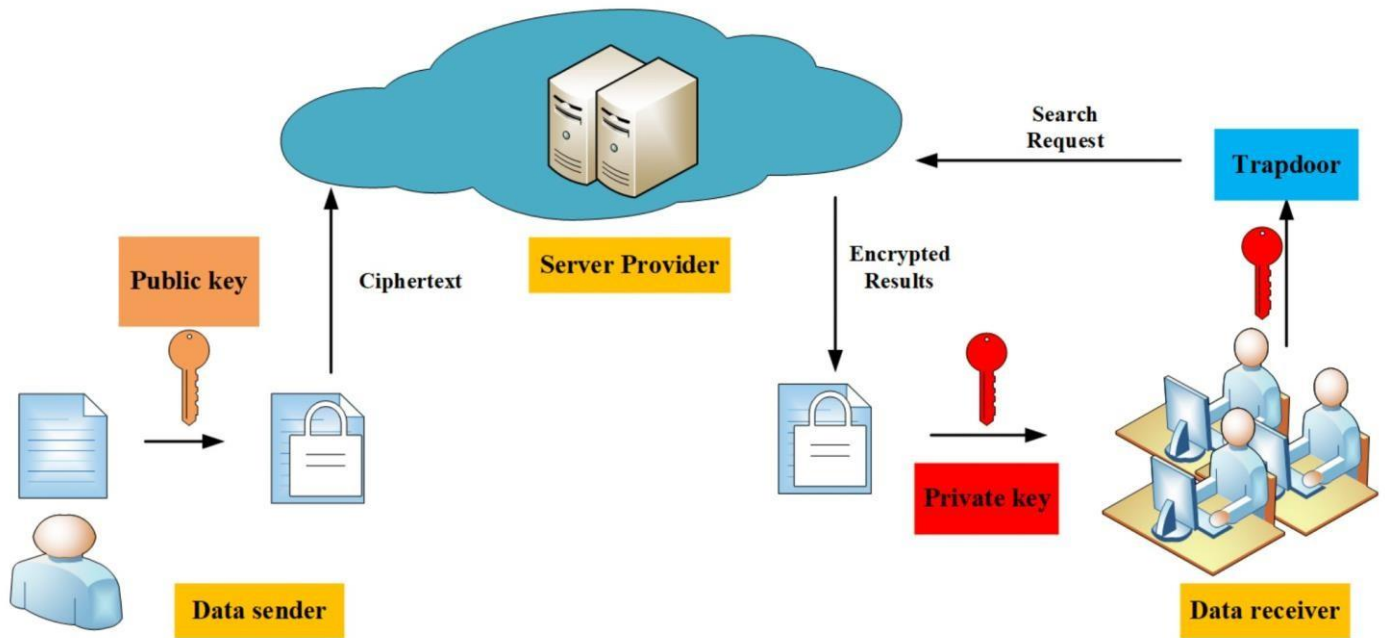 Search
Request
Trapdoor
Public key
Ciphertext
Server Provider
Encrypted
Results
Private key
Data sender
Data receiver